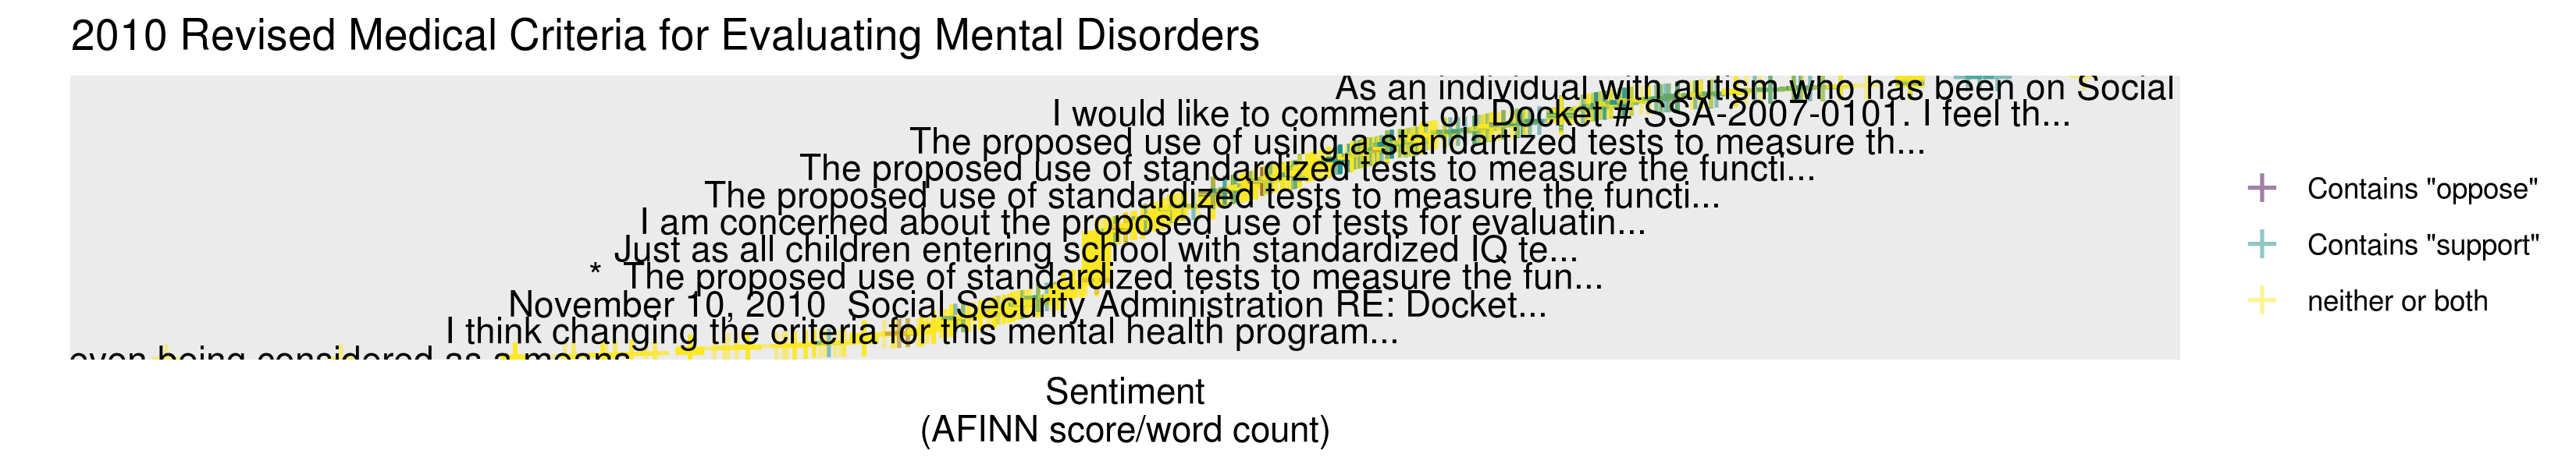 2010 Revised Medical Criteria for Evaluating Mental Disorders
As an individual with autism who has been on Social
I would like to comment on Docket # SSA-2007-0101. I feel th...
The proposed use of using a standartized tests to measure th...
The proposed use of standardized tests to measure the functi...
The proposed use of standardized tests to measure the functi...
I am concerned about the proposed use of tests for evaluatin...
Just as all children entering school with standardized IQ te...
* The proposed use of standardized tests to measure the fun...
November 10, 2010 Social Security Administration RE: Docket...
I think changing the criteria for this mental health program...
even being considered as a means
Sentiment
(AFINN score/word count)
Contains "oppose"
Contains "support"
neither or both